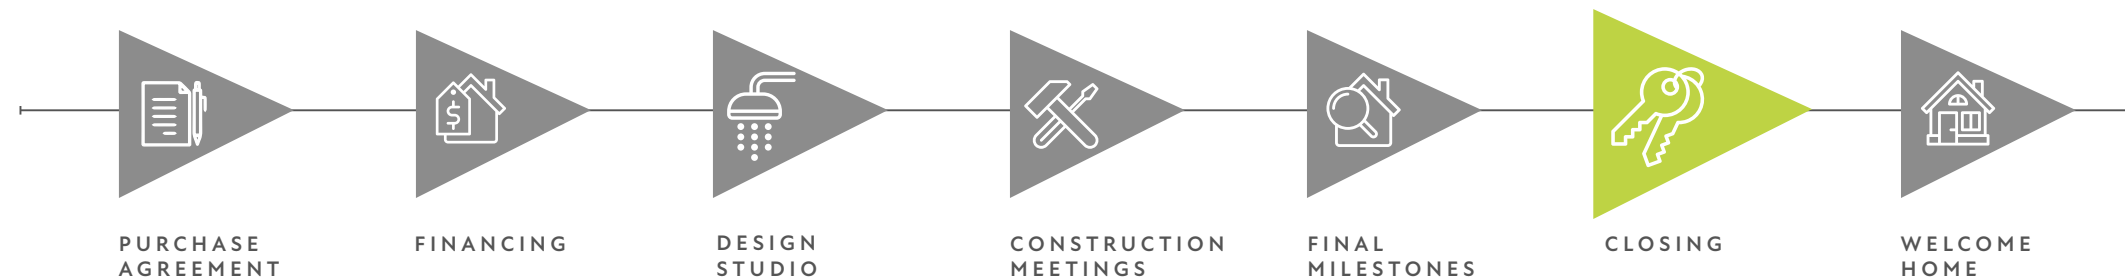 PURCHASE
AGREEMENT
FINANCING
DESIGN
STUDIO
CONSTRUCTION
MEETINGS
FINAL
MILESTONES
CLOSING
WELCOME
HOME